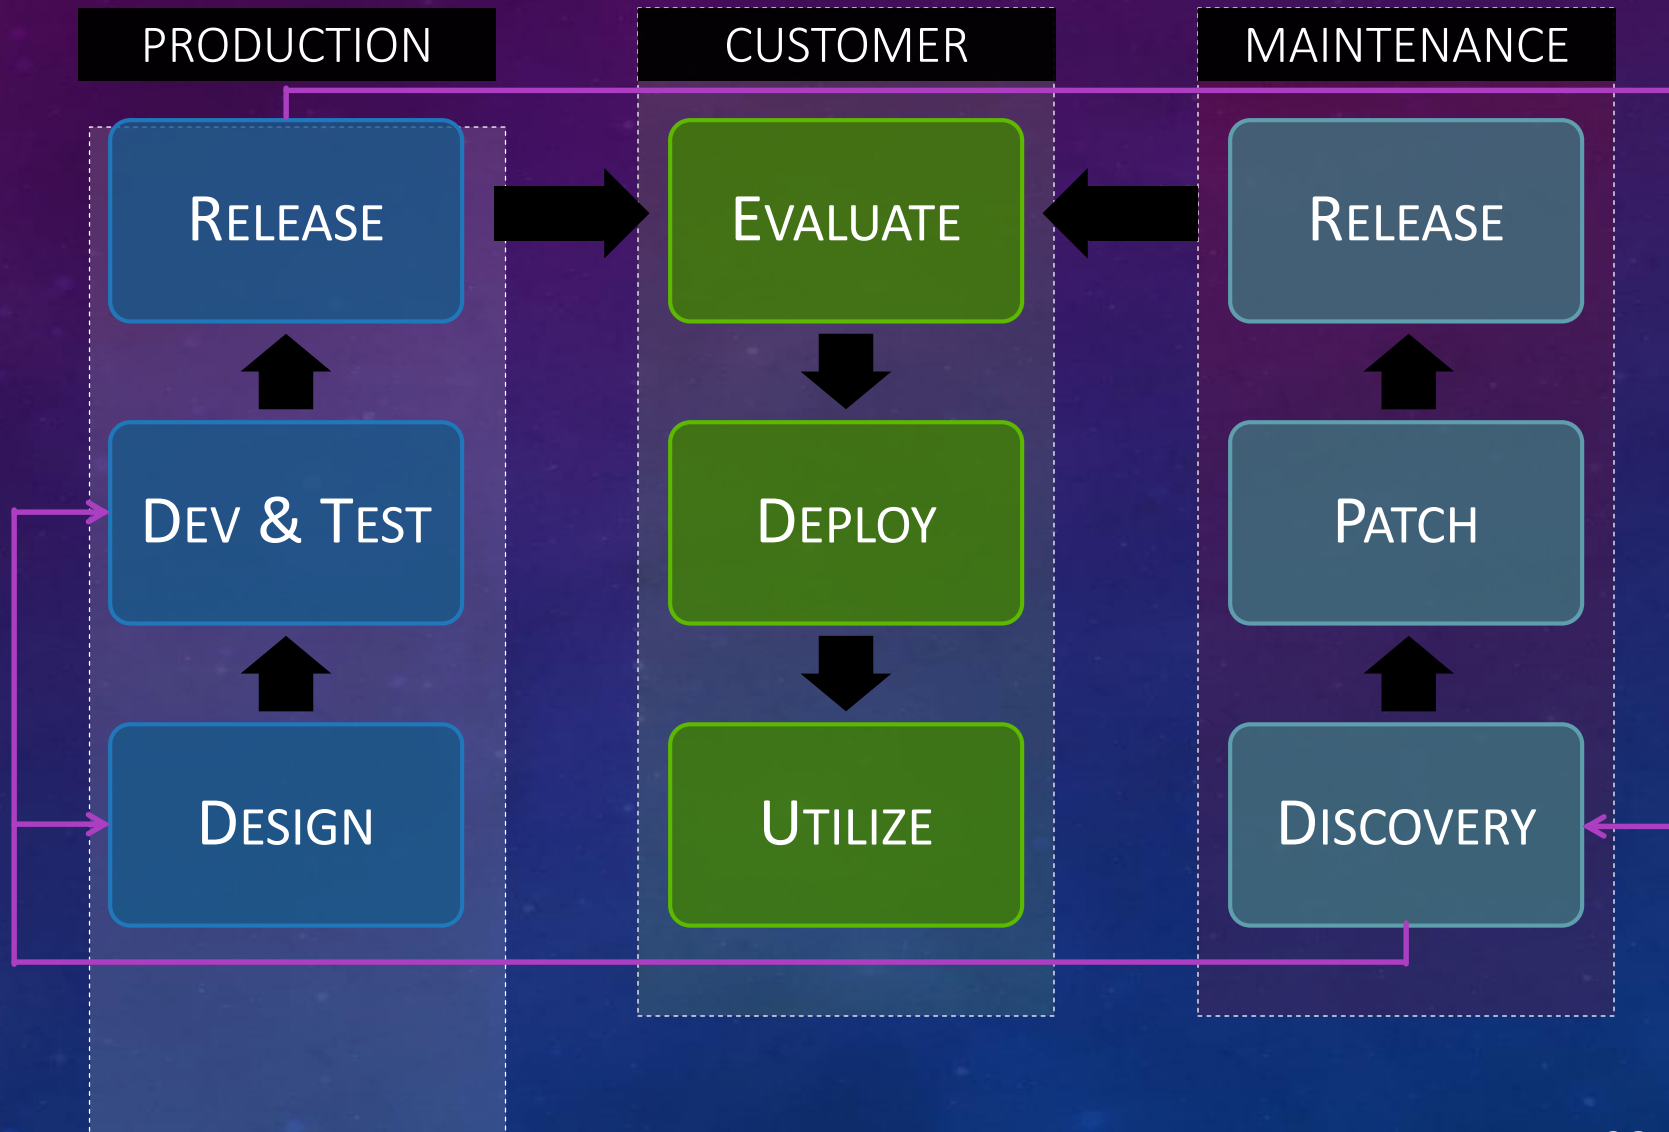 PRODUCTION
CUSTOMER
MAINTENANCE
RELEASE
EVALUATE
RELEASE
DEV & TEST
DEPLOY
PATCH
DESIGN
UTILIZE
DISCOVERY